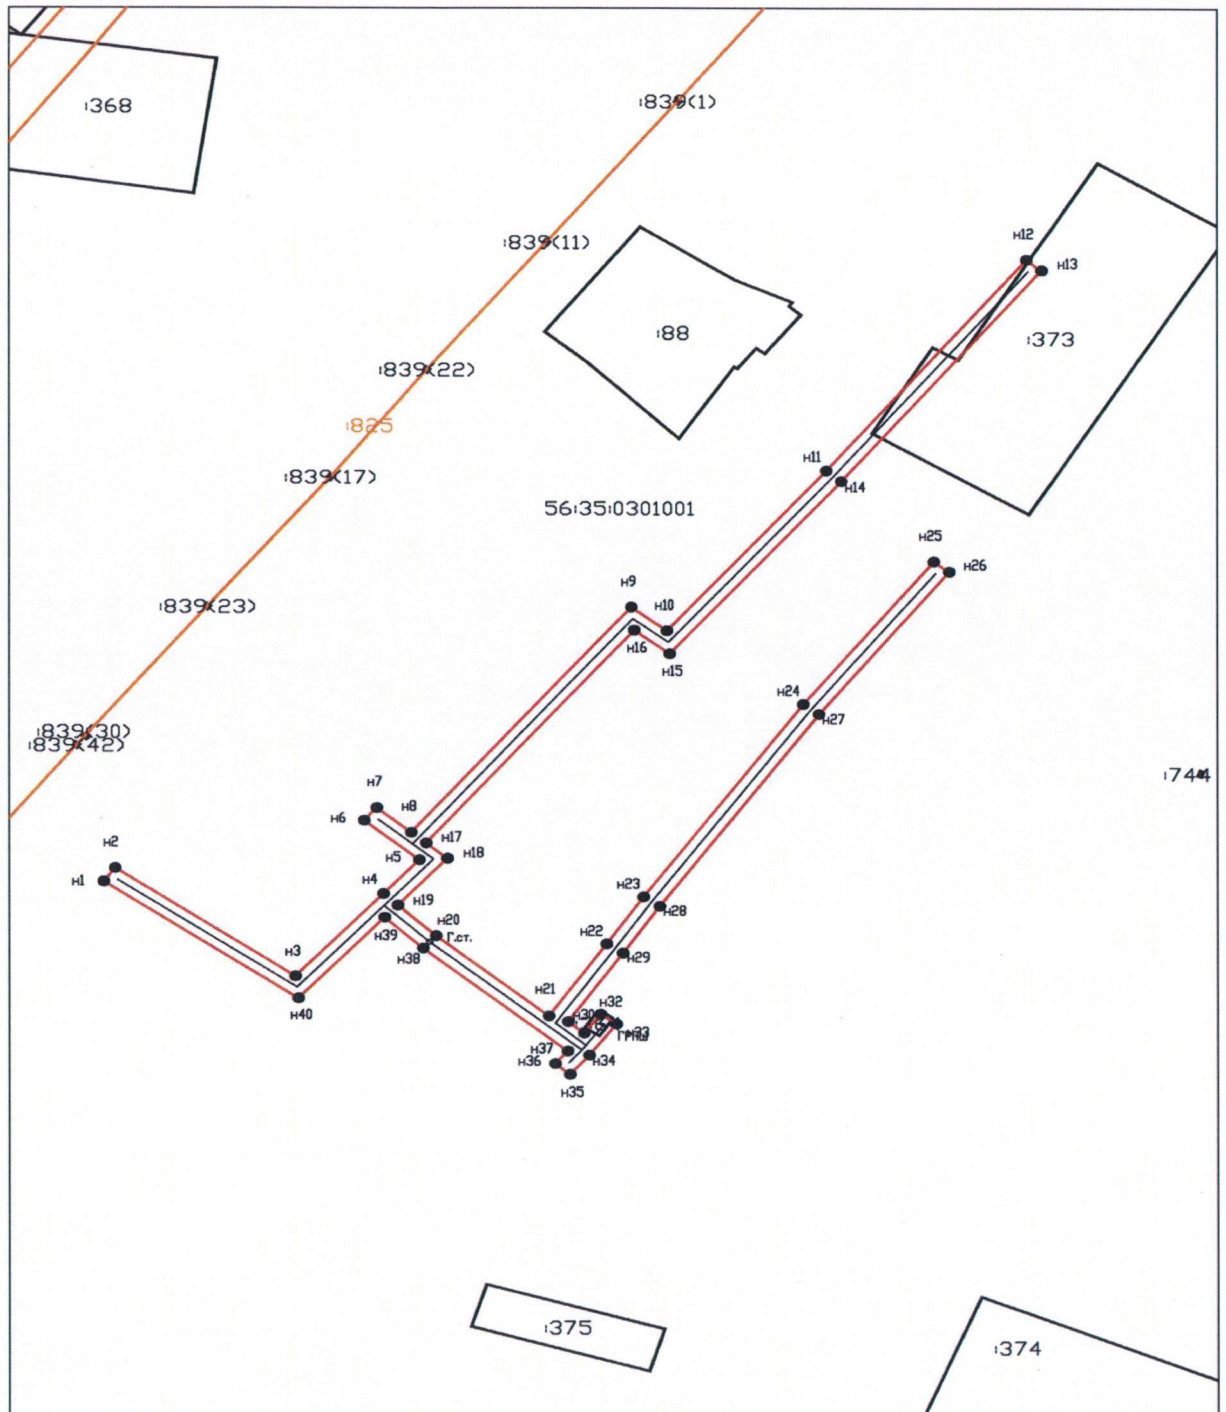 :368
:839(1)
:839(11)
н12
н13
:88
:373
:839(22)
:825
н11
:839(17)
н14
56:35:0301001
н25
н26
н9
:839(23)
н10
н16
н15
н24
н27
:839(30)
:839(42)
:744
н7
н8
н6
н17
н18
н2
н5
н1
н4
н23
н19
н28
н20
Г.ст.
н22
н39
н38
н29
н3
н21
н40
н32
н30
н33
ГРПШ
н37
н36
н34
н35
:375
:374